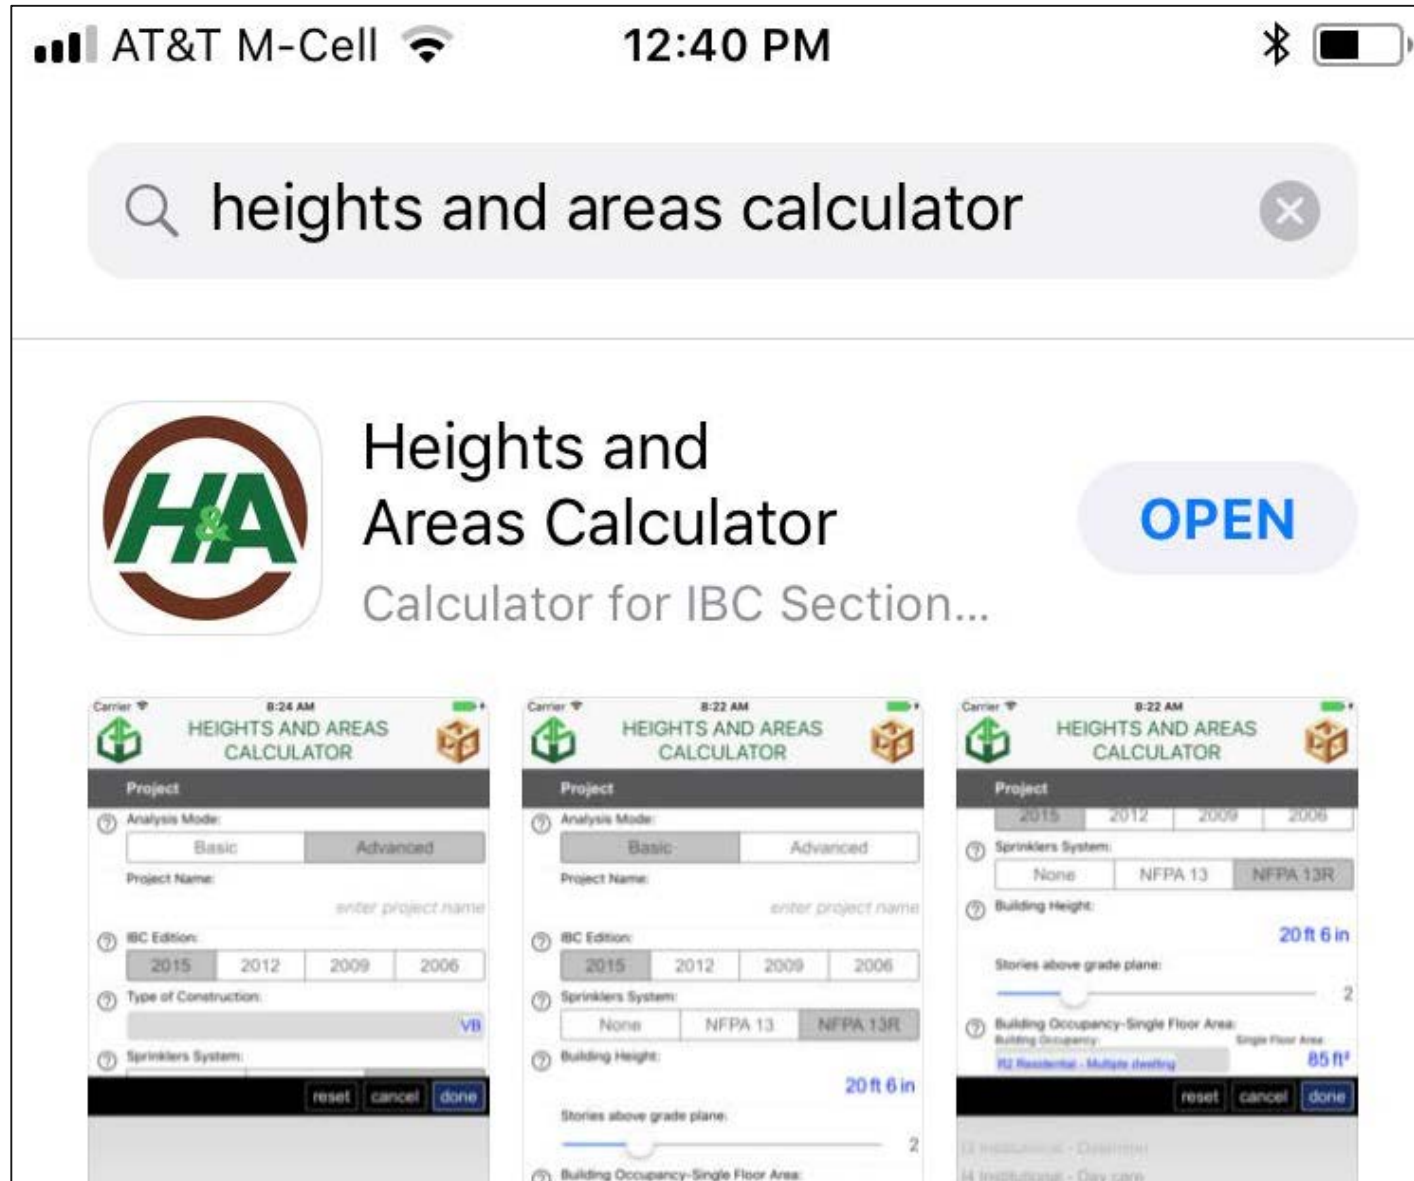 AT&T M-Cell 12:40 PM
heights and areas calculator
H&A
Heights and
Areas Calculator
OPEN
Calculator for IBC Section...
Carrier 8:24 AM
HEIGHTS AND AREAS
CALCULATOR
Project
Analysis Mode:
Basic Advanced
Project Name:
enter project name
IBC Edition:
2015 2012 2009 2006
Type of Construction:
VB
Sprinklers System:
reset cancel done
Carrier 8:22 AM
HEIGHTS AND AREAS
CALCULATOR
Project
Analysis Mode:
Basic Advanced
Project Name:
enter project name
IBC Edition:
2015 2012 2009 2006
Sprinklers System:
None NFPA 13 NFPA 13R
Building Height:
20 ft 6 in
Stories above grade plane:
2
Building Occupancy-Single Floor Area:
Carrier 8:22 AM
HEIGHTS AND AREAS
CALCULATOR
Project
2015 2012 2009 2006
Sprinklers System:
None NFPA 13 NFPA 13R
Building Height:
20 ft 6 in
Stories above grade plane:
2
Building Occupancy-Single Floor Area:
Building Occupancy: Single Floor Area:
R2 Residential - Multiple dwelling 85 ft²
reset cancel done
I4 Institutional - Day care